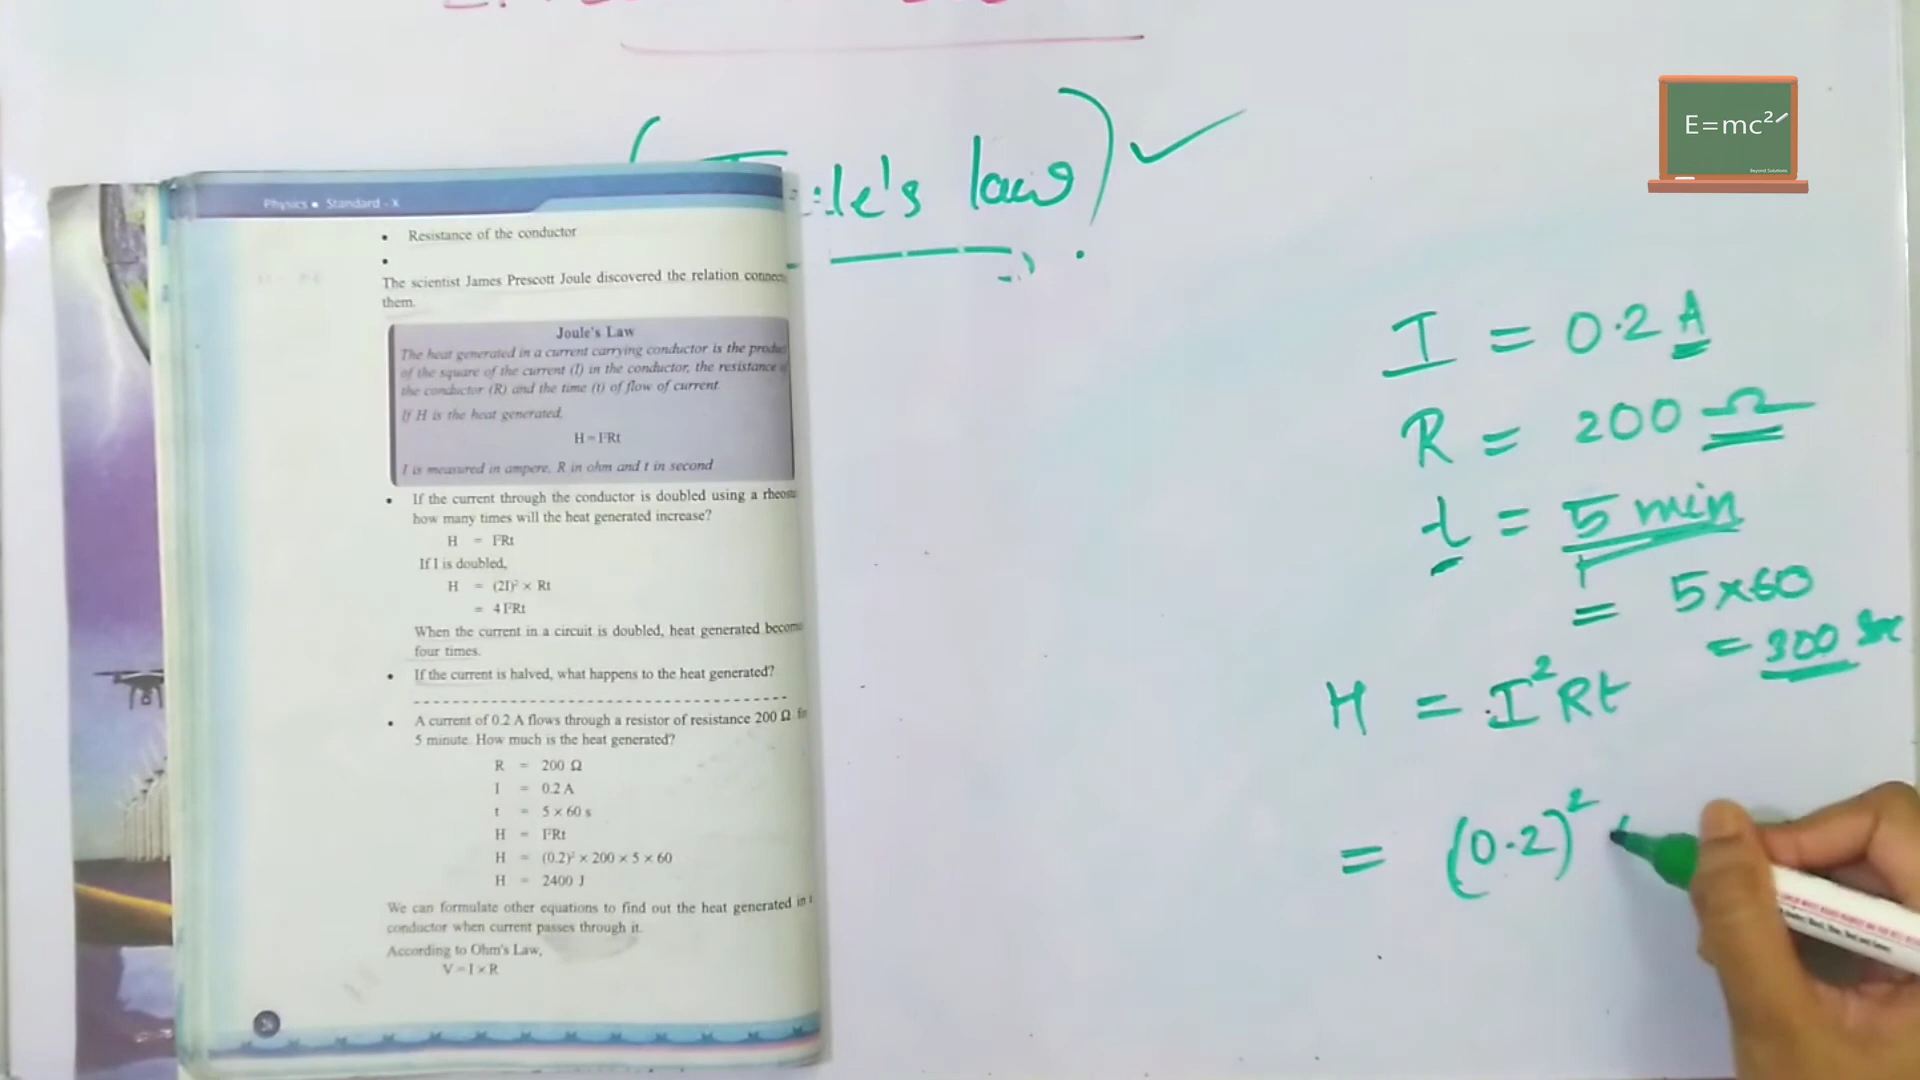 E=mc²
Beyond Solutions
Joule's law
Physics • Standard - X
• Resistance of the conductor
•
The scientist James Prescott Joule discovered the relation
them.
Joule's Law
The heat generated in a current carrying conductor is the
of the square of the current (I) in the conductor, the resistance
the conductor (R) and the time (t) of flow of current.
If H is the heat generated,
H = I²Rt
I is measured in ampere, R in ohm and t in second
• If the current through the conductor is doubled using a
how many times will the heat generated increase?
H = I²Rt
If I is doubled,
H = (2I)² × Rt
= 4 I²Rt
When the current in a circuit is doubled, heat generated
four times.
• If the current is halved, what happens to the heat generated?
• A current of 0.2 A flows through a resistor of resistance 200 Ω
5 minute. How much is the heat generated?
R = 200 Ω
I = 0.2 A
t = 5 × 60 s
H = I²Rt
H = (0.2)² × 200 × 5 × 60
H = 2400 J
We can formulate other equations to find out the heat generated in
conductor when current passes through it.
According to Ohm's Law,
V = I × R
I = 0.2 A
R = 200 Ω
t = 5 min
= 5×60
= 300 Sec
H = I²Rt
= (0.2)²